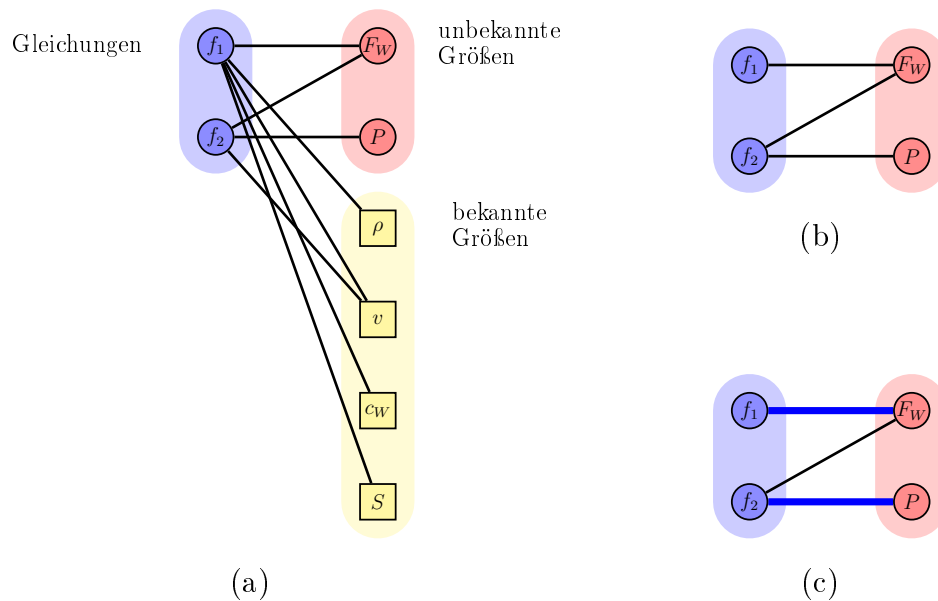 Gleichungen
f₁
F_W
unbekannte
Größen
f₂
P
ρ
bekannte
Größen
v
c_W
S
(a)
f₁
F_W
f₂
P
(b)
f₁
F_W
f₂
P
(c)